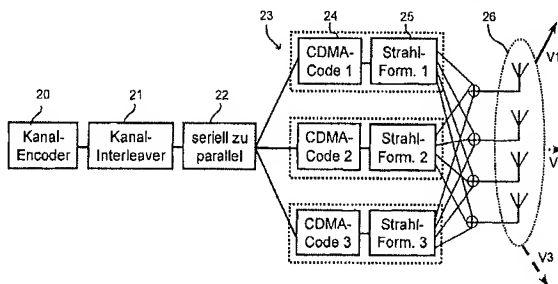 23
24
25
26
CDMA-
Code 1
Strahl-
Form. 1
V1
20
21
22
Kanal-
Encoder
Kanal-
Interleaver
seriell zu
parallel
CDMA-
Code 2
Strahl-
Form. 2
CDMA-
Code 3
Strahl-
Form. 3
V3